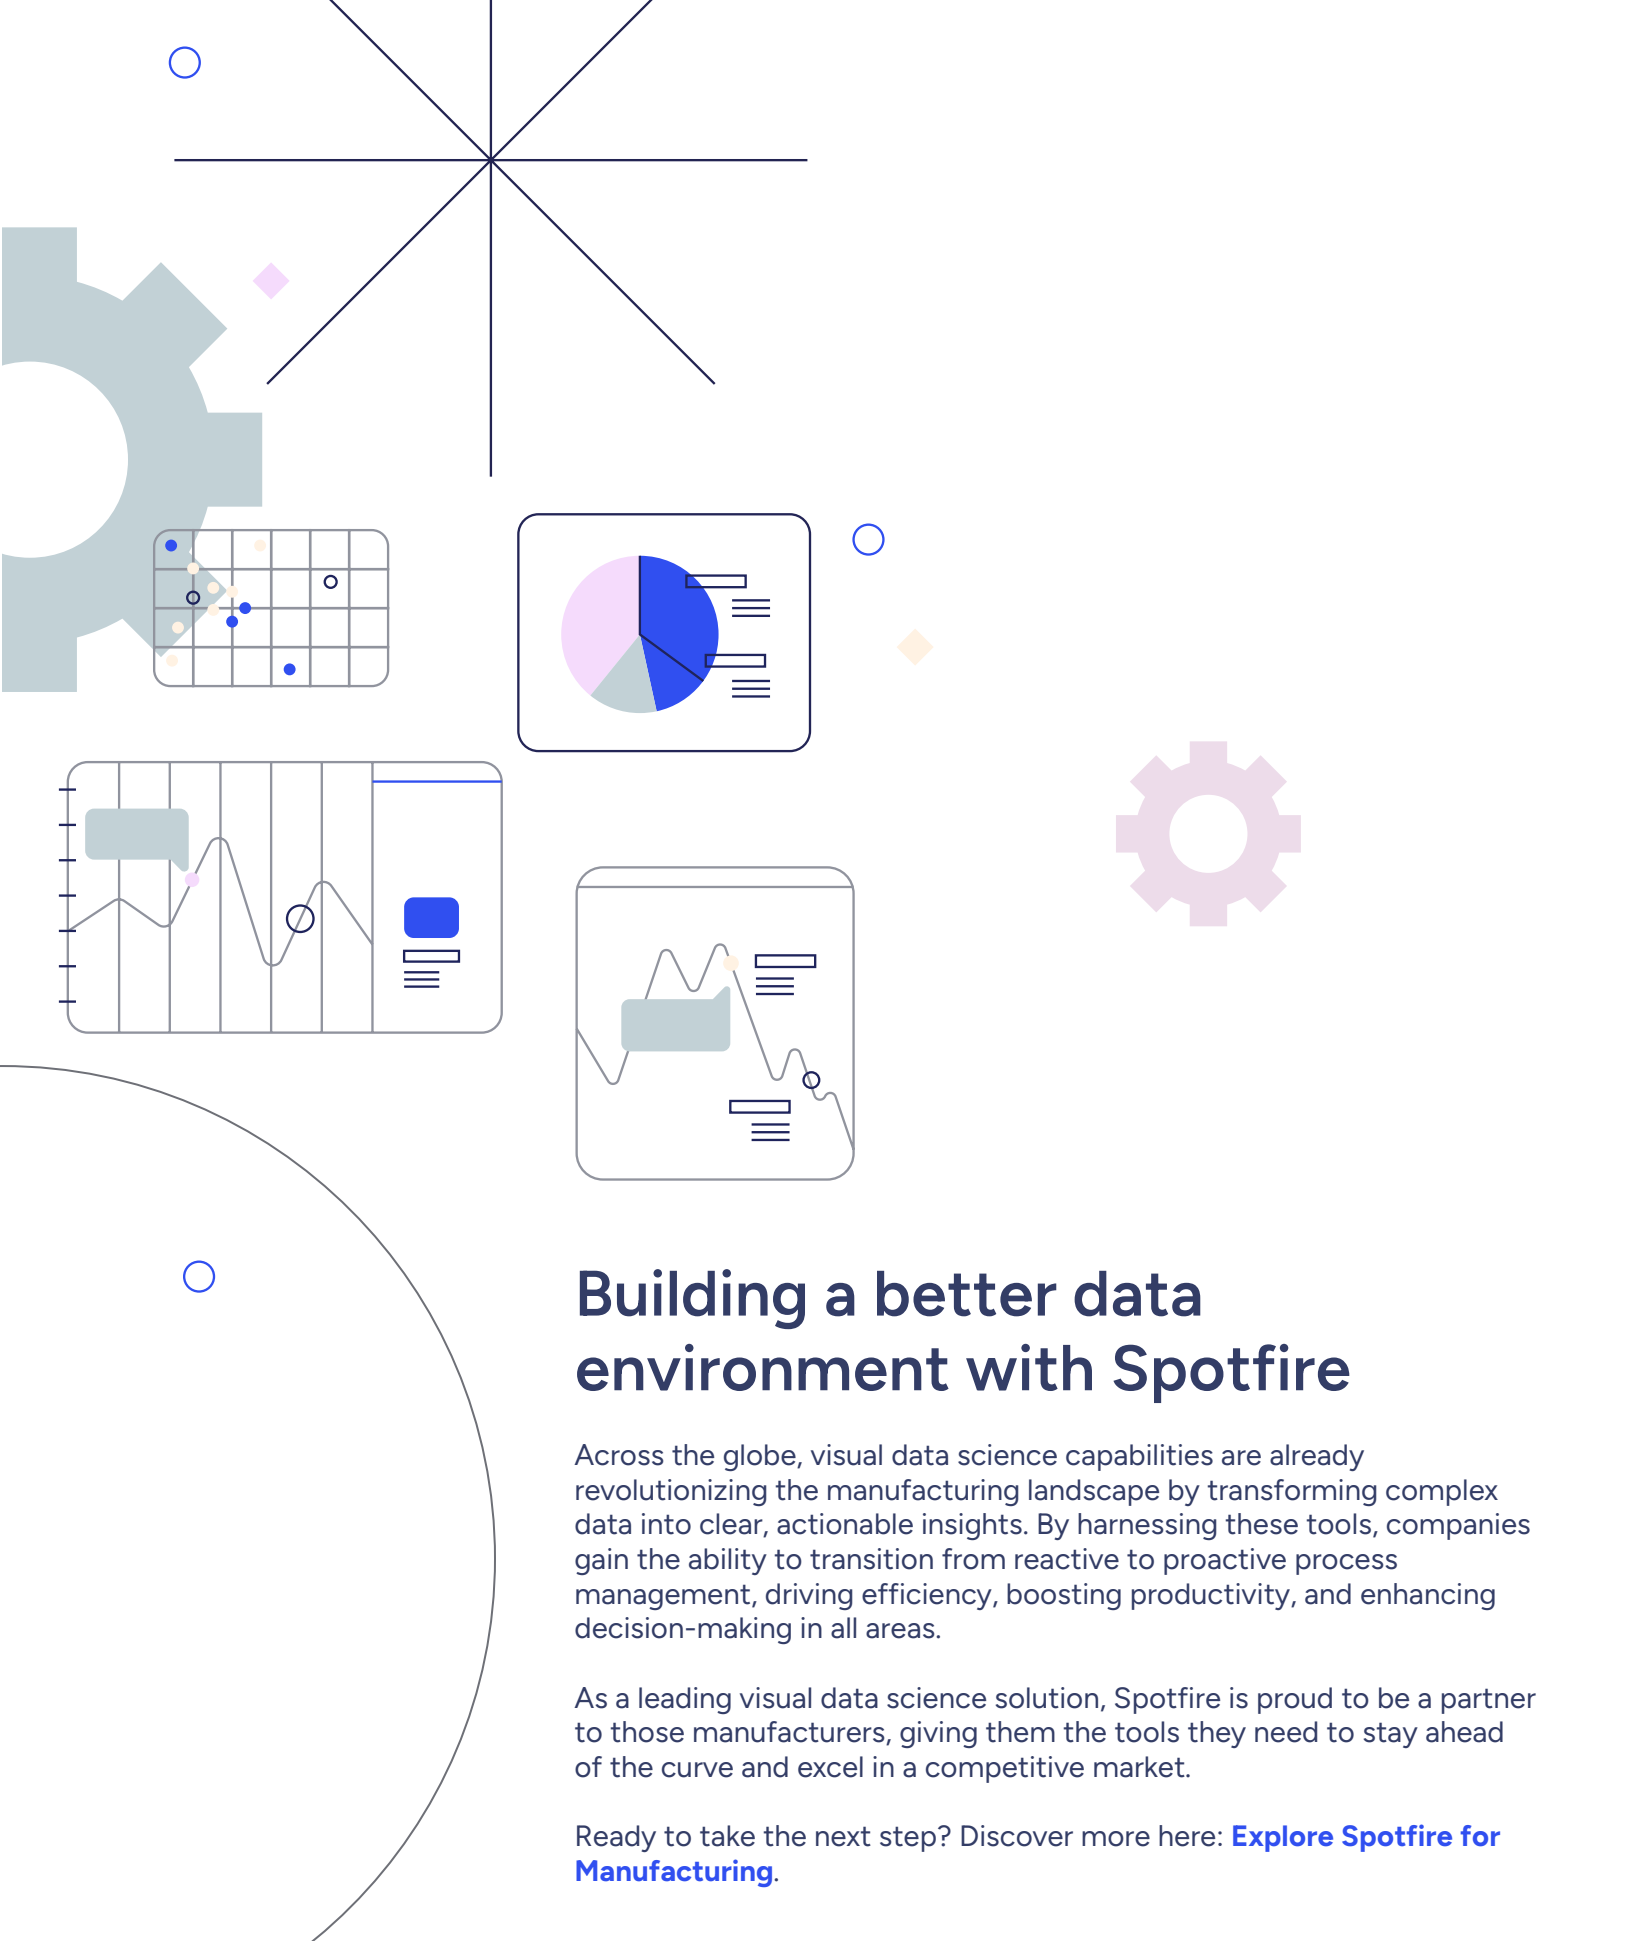 Building a better data
environment with Spotfire
Across the globe, visual data science capabilities are already
revolutionizing the manufacturing landscape by transforming complex
data into clear, actionable insights. By harnessing these tools, companies
gain the ability to transition from reactive to proactive process
management, driving efficiency, boosting productivity, and enhancing
decision-making in all areas.
As a leading visual data science solution, Spotfire is proud to be a partner
to those manufacturers, giving them the tools they need to stay ahead
of the curve and excel in a competitive market.
Ready to take the next step? Discover more here: Explore Spotfire for
Manufacturing.